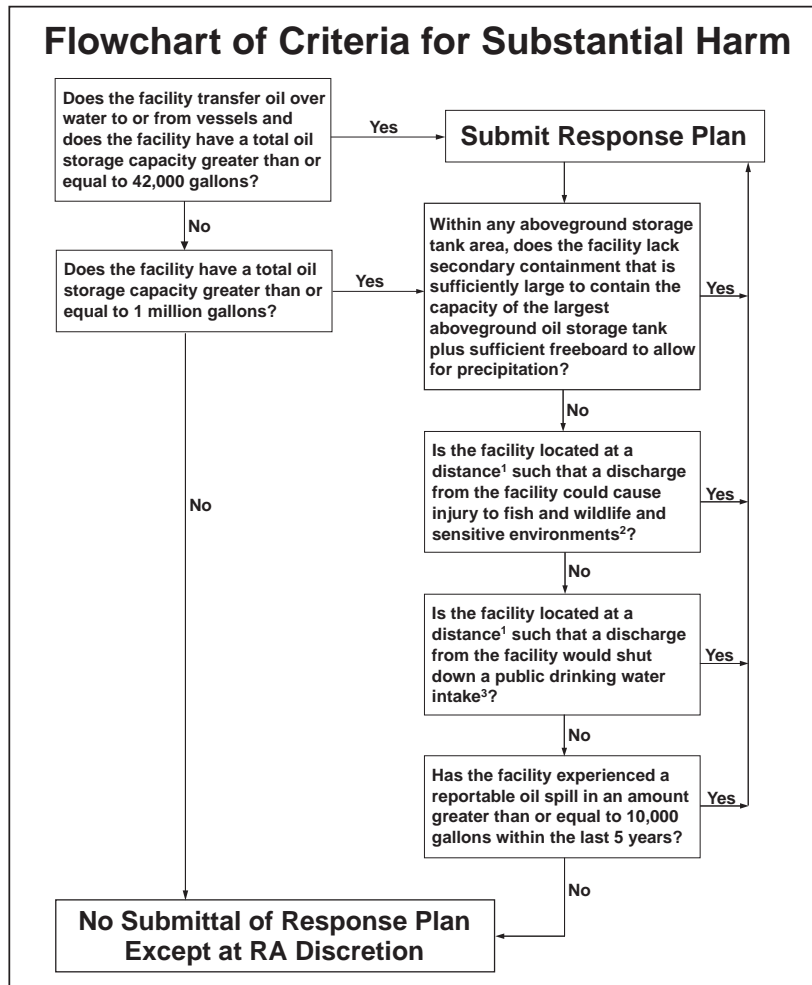 Flowchart of Criteria for Substantial Harm
Does the facility transfer oil over
water to or from vessels and
does the facility have a total oil
storage capacity greater than or
equal to 42,000 gallons?
Yes
Submit Response Plan
No
Does the facility have a total oil
storage capacity greater than or
equal to 1 million gallons?
Yes
Within any aboveground storage
tank area, does the facility lack
secondary containment that is
sufficiently large to contain the
capacity of the largest
aboveground oil storage tank
plus sufficient freeboard to allow
for precipitation?
Yes
No
Is the facility located at a
distance¹ such that a discharge
from the facility could cause
injury to fish and wildlife and
sensitive environments²?
Yes
No
No
Is the facility located at a
distance¹ such that a discharge
from the facility would shut
down a public drinking water
intake³?
Yes
No
Has the facility experienced a
reportable oil spill in an amount
greater than or equal to 10,000
gallons within the last 5 years?
Yes
No
No Submittal of Response Plan
Except at RA Discretion